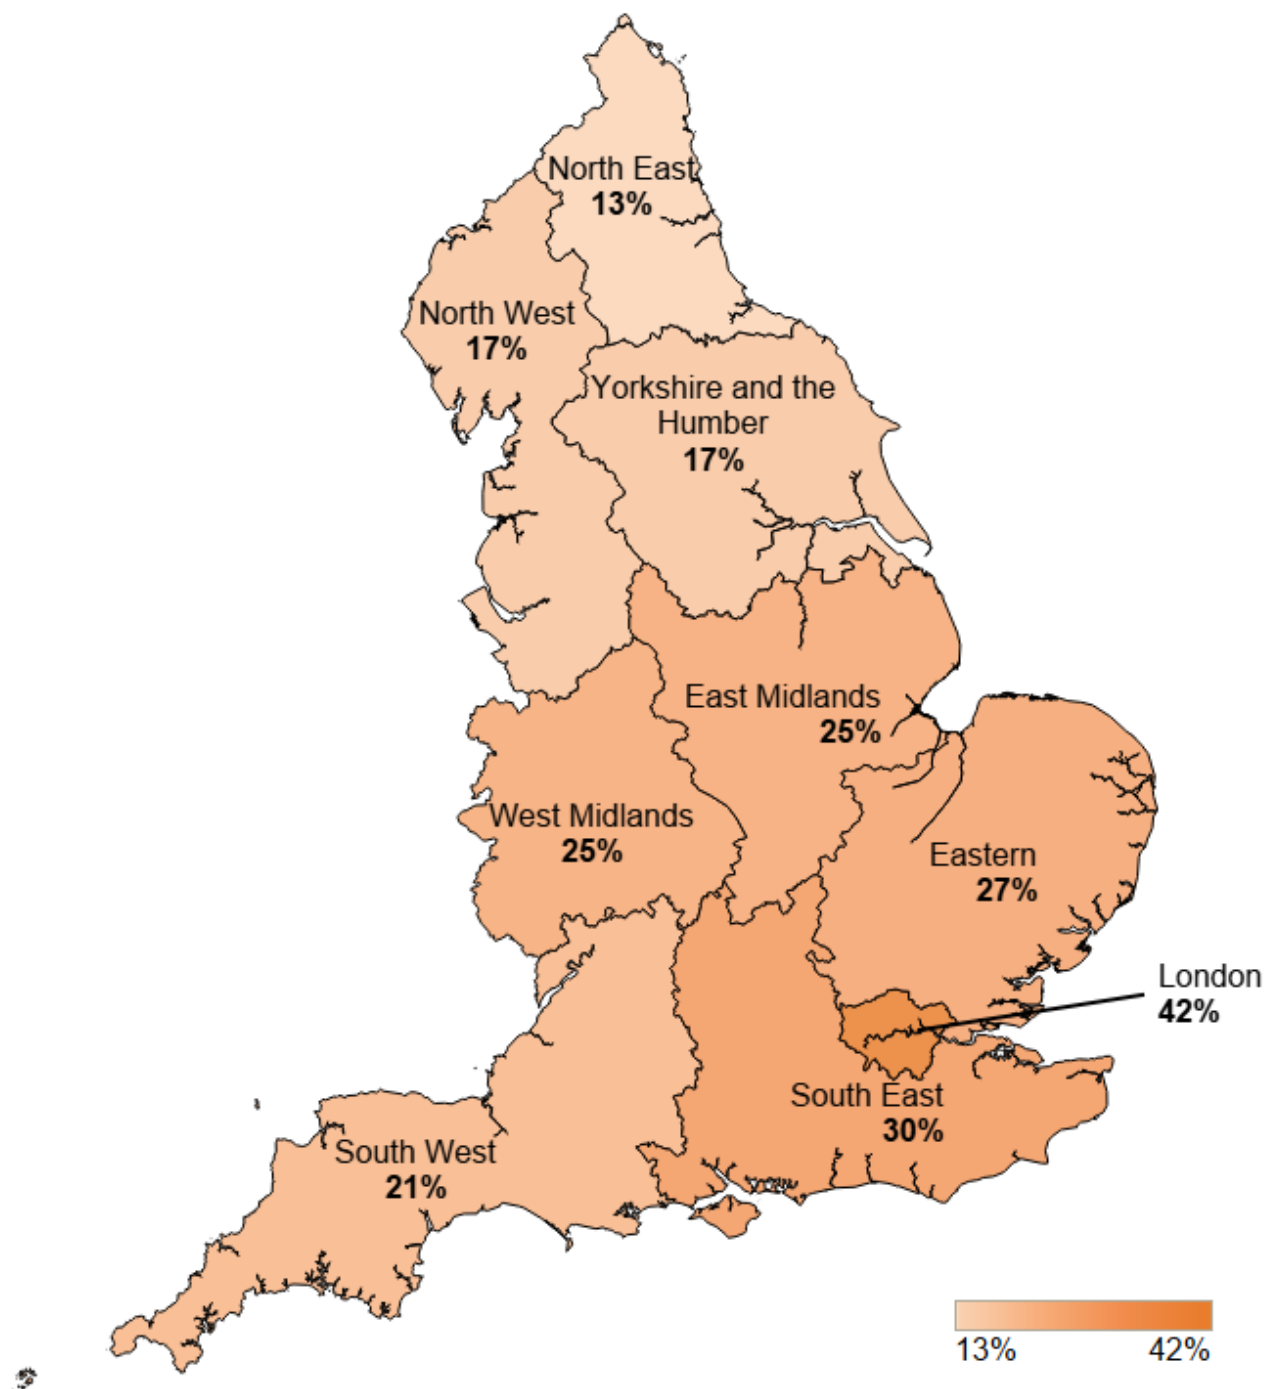 North East
13%
North West
17%
Yorkshire and the
Humber
17%
East Midlands
25%
West Midlands
25%
Eastern
27%
London
42%
South East
30%
South West
21%
13%
42%